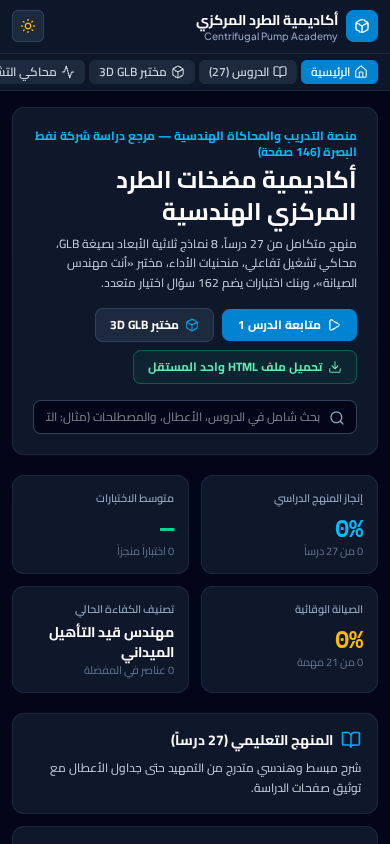 أكاديمية الطرد المركزي
Centrifugal Pump Academy
الرئيسية
الدروس (27)
مختبر 3D GLB
محاكي
منصة التدريب والمحاكاة الهندسية — مرجع دراسة شركة نفط
البصرة (146 صفحة)
أكاديمية مضخات الطرد
المركزي الهندسية
منهج متكامل من 27 درساً، 8 نماذج ثلاثية الأبعاد بصيغة GLB،
محاكي تشغيل تفاعلي، منحنيات الأداء، مختبر «أنت مهندس
الصيانة»، وبنك اختبارات يضم 162 سؤال اختيار متعدد.
متابعة الدرس 1
مختبر 3D GLB
تحميل ملف HTML واحد المستقل
بحث شامل في الدروس، الأعطال، والمصطلحات (مثال:
إنجاز المنهج الدراسي
0%
0 من 27 درساً
متوسط الاختبارات
—
0 اختباراً منجزاً
الصيانة الوقائية
0%
0 من 21 مهمة
تصنيف الكفاءة الحالي
مهندس قيد التأهيل
الميداني
0 عناصر في المفضلة
المنهج التعليمي (27 درساً)
شرح مبسط وهندسي متدرج من التمهيد حتى جداول الأعطال مع
توثيق صفحات الدراسة.